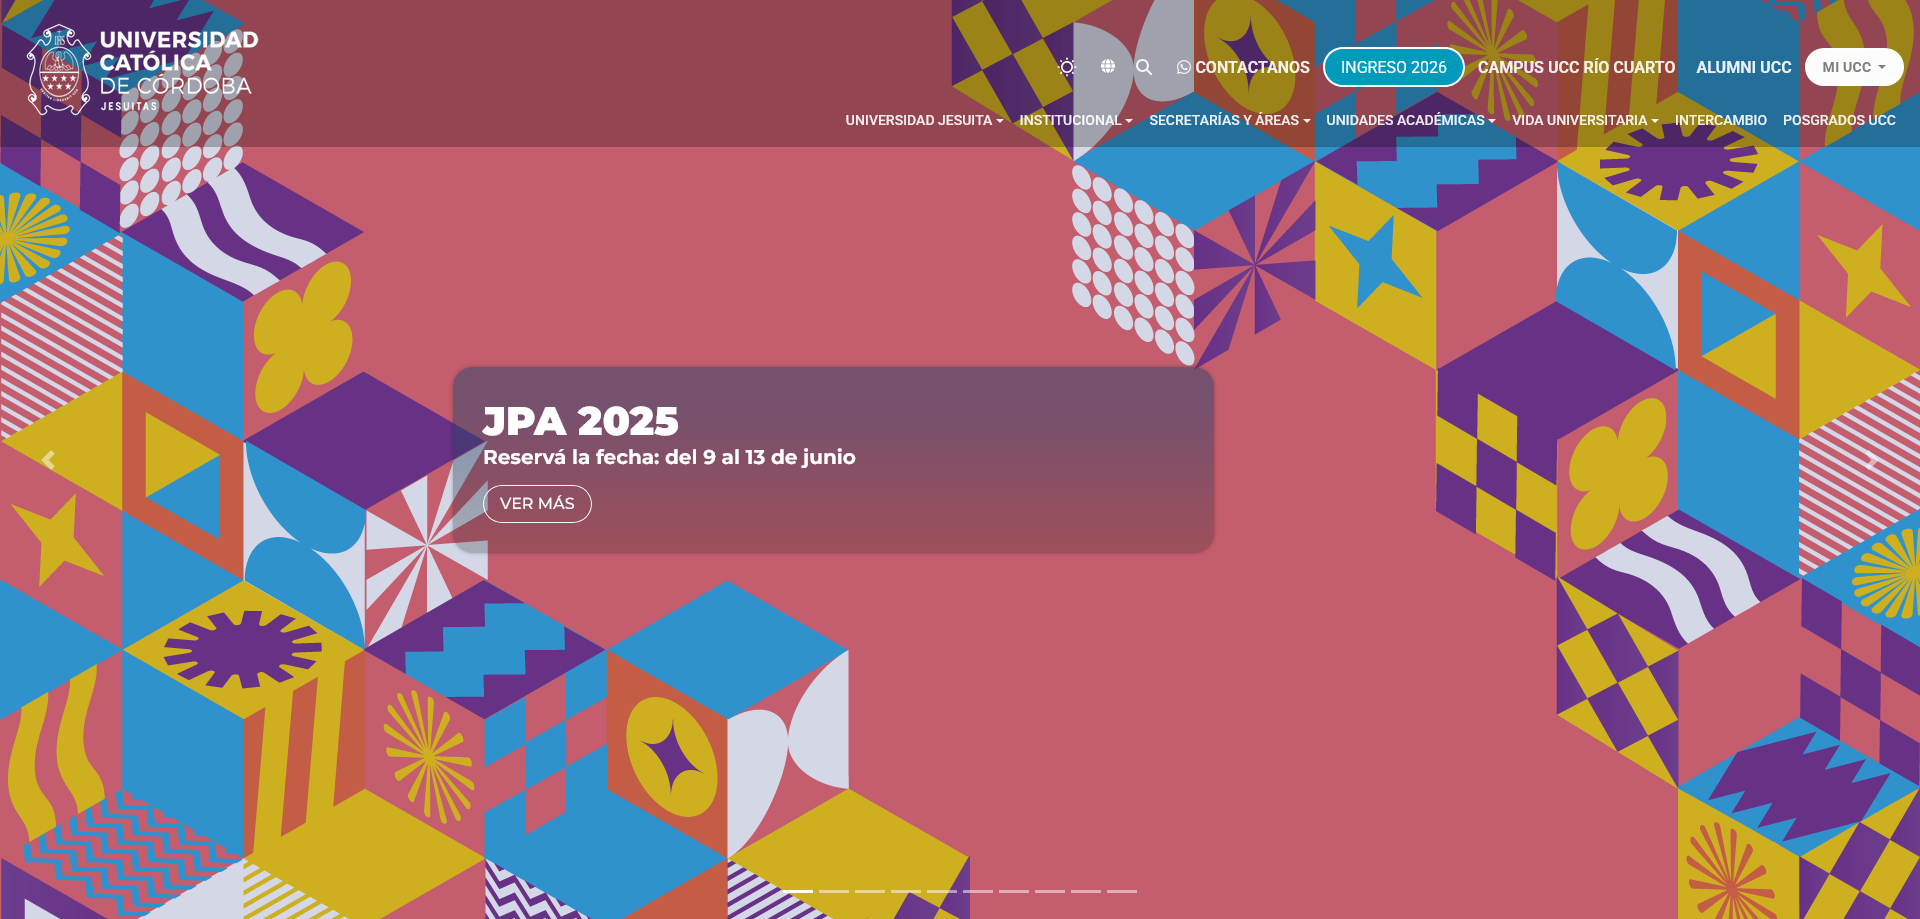 UNIVERSIDAD
CATÓLICA
DE CÓRDOBA
JESUITAS
CONTACTANOS
INGRESO 2026
CAMPUS UCC RÍO CUARTO
ALUMNI UCC
MI UCC
UNIVERSIDAD JESUITA
INSTITUCIONAL
SECRETARÍAS Y ÁREAS
UNIDADES ACADÉMICAS
VIDA UNIVERSITARIA
INTERCAMBIO
POSGRADOS UCC
JPA 2025
Reservá la fecha: del 9 al 13 de junio
VER MÁS